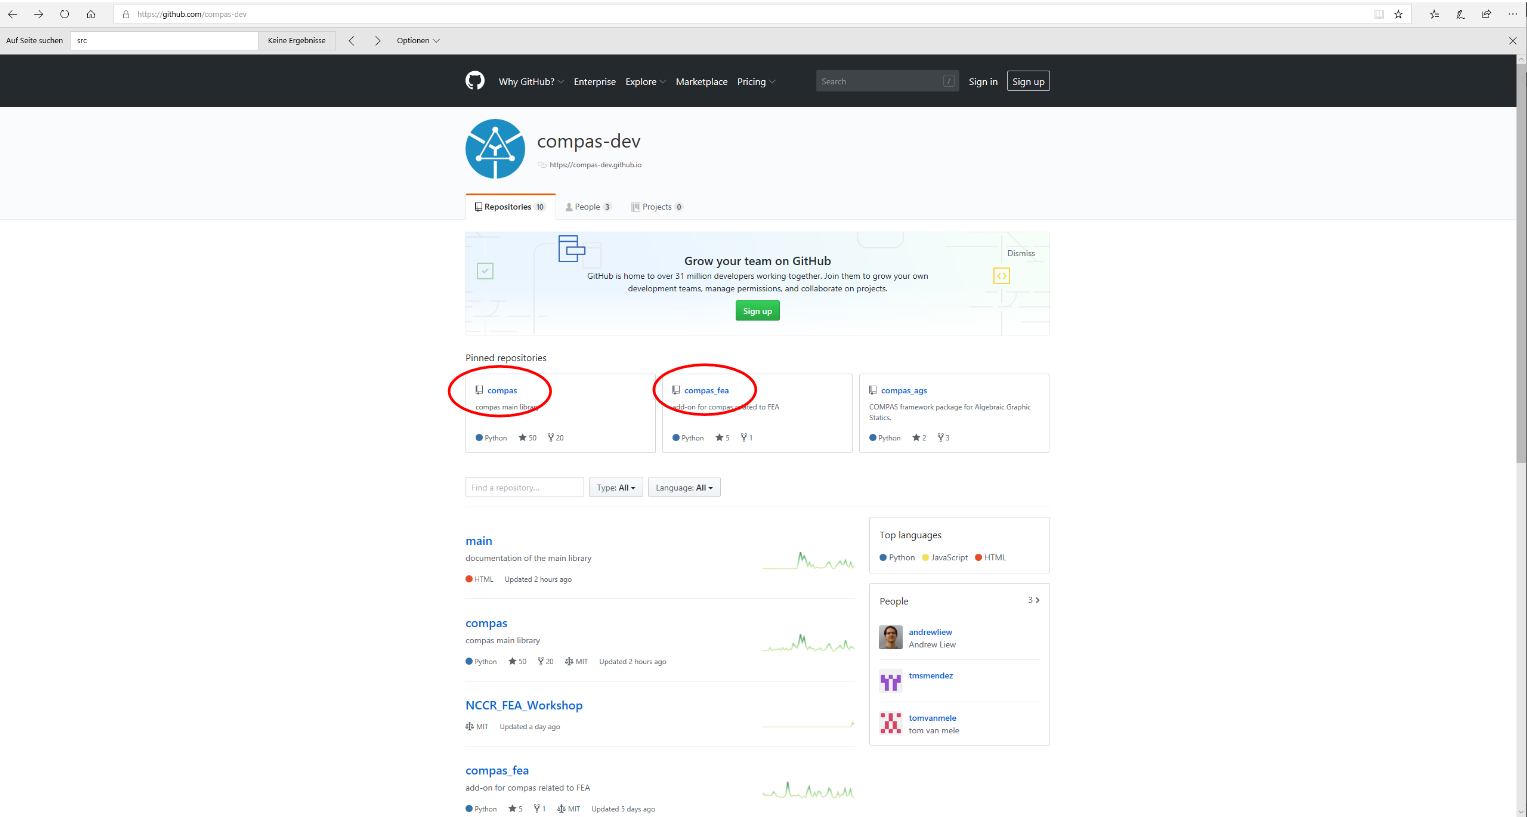 https://github.com/compas-dev
Auf Seite suchen src Keine Ergebnisse Optionen
Why GitHub? Enterprise Explore Marketplace Pricing Search / Sign in Sign up
compas-dev
https://compas-dev.github.io
Repositories 10 People 3 Projects 0
Dismiss
Grow your team on GitHub
GitHub is home to over 31 million developers working together. Join them to grow your own
development teams, manage permissions, and collaborate on projects.
Sign up
Pinned repositories
compas
compas main library
Python 50 20
compas_fea
add-on for compas related to FEA
Python 5 1
compas_ags
COMPAS framework package for Algebraic Graphic
Statics.
Python 2 3
Find a repository... Type: All Language: All
main
documentation of the main library
HTML Updated 2 hours ago
compas
compas main library
Python 50 20 MIT Updated 2 hours ago
NCCR_FEA_Workshop
MIT Updated a day ago
compas_fea
add-on for compas related to FEA
Python 5 1 MIT Updated 5 days ago
Top languages
Python JavaScript HTML
People 3
andrewliew
Andrew Liew
tmsmendez
tomvanmele
tom van mele